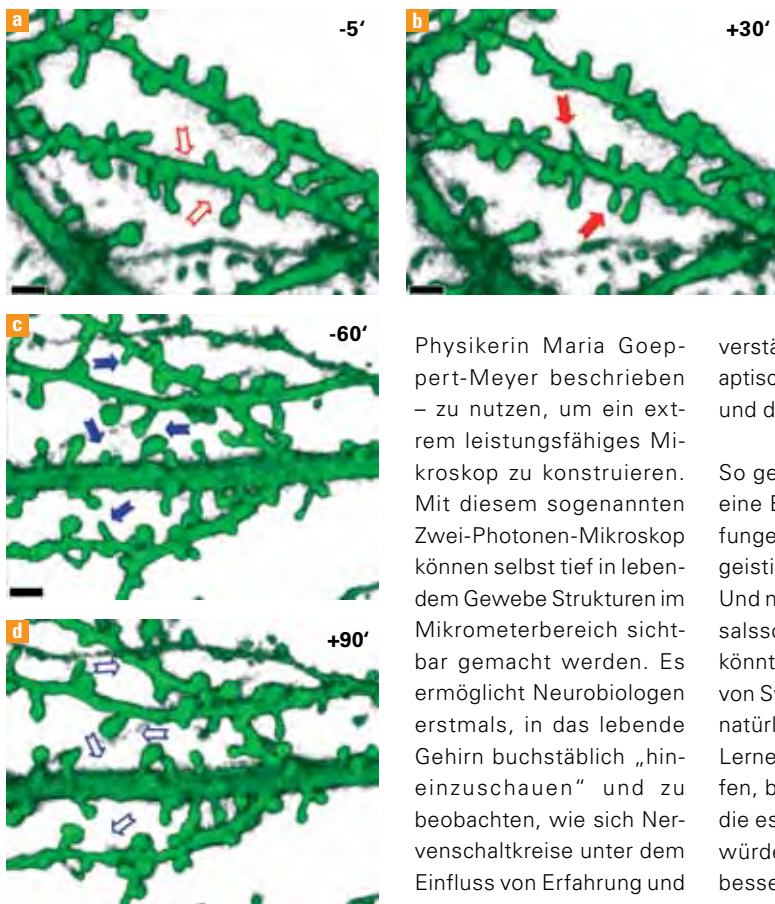 a
-5‘
b
+30‘
c
-60‘
d
+90‘
Physikerin Maria Goep-
pert-Meyer beschrieben
– zu nutzen, um ein ext-
rem leistungsfähiges Mi-
kroskop zu konstruieren.
Mit diesem sogenannten
Zwei-Photonen-Mikroskop
können selbst tief in leben-
dem Gewebe Strukturen im
Mikrometerbereich sicht-
bar gemacht werden. Es
ermöglicht Neurobiologen
erstmals, in das lebende
Gehirn buchstäblich „hin-
einzuschauen“ und zu
beobachten, wie sich Ner-
venschaltkreise unter dem
Einfluss von Erfahrung und
verstä
aptisc
und d
So ge
eine
funge
geisti
Und n
salssc
könnt
von S
natürl
Lerne
fen, b
die es
würde
besse